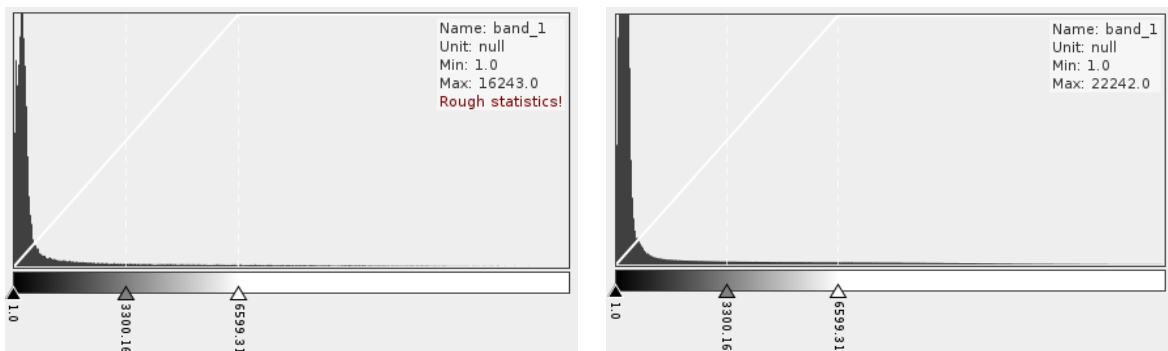 Name: band_1
Unit: null
Min: 1.0
Max: 16243.0
Rough statistics!
1.0
3300.16
6599.31
Name: band_1
Unit: null
Min: 1.0
Max: 22242.0
1.0
3300.16
6599.31